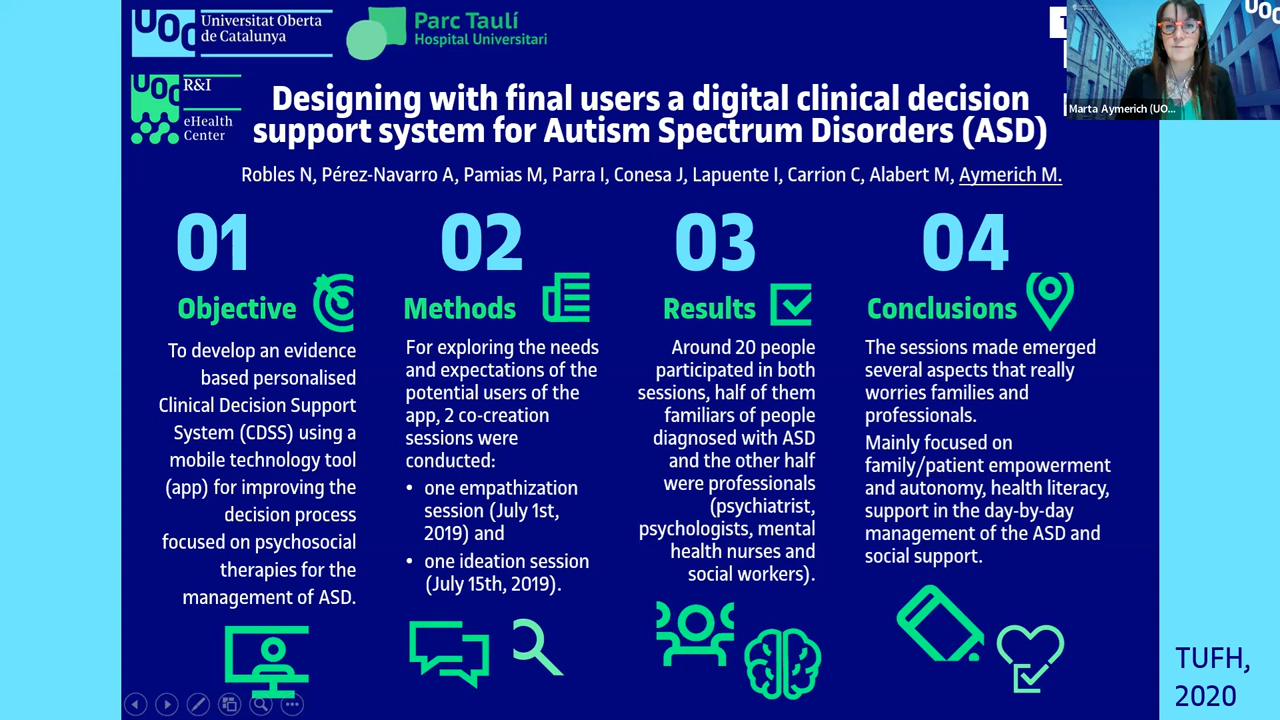 UOC
Universitat Oberta
de Catalunya
Parc Taulí
Hospital Universitari
UOC
R&I
eHealth
Center
Designing with final users a digital clinical decision
support system for Autism Spectrum Disorders (ASD)
Robles N, Pérez-Navarro A, Pamias M, Parra I, Conesa J, Lapuente I, Carrion C, Alabert M, Aymerich M.
UOC
Marta Aymerich (UO...
01
Objective
To develop an evidence
based personalised
Clinical Decision Support
System (CDSS) using a
mobile technology tool
(app) for improving the
decision process
focused on psychosocial
therapies for the
management of ASD.
02
Methods
For exploring the needs
and expectations of the
potential users of the
app, 2 co-creation
sessions were
conducted:
• one empathization
session (July 1st,
2019) and
• one ideation session
(July 15th, 2019).
03
Results
Around 20 people
participated in both
sessions, half of them
familiars of people
diagnosed with ASD
and the other half
were professionals
(psychiatrist,
psychologists, mental
health nurses and
social workers).
04
Conclusions
The sessions made emerged
several aspects that really
worries families and
professionals.
Mainly focused on
family/patient empowerment
and autonomy, health literacy,
support in the day-by-day
management of the ASD and
social support.
TUFH,
2020